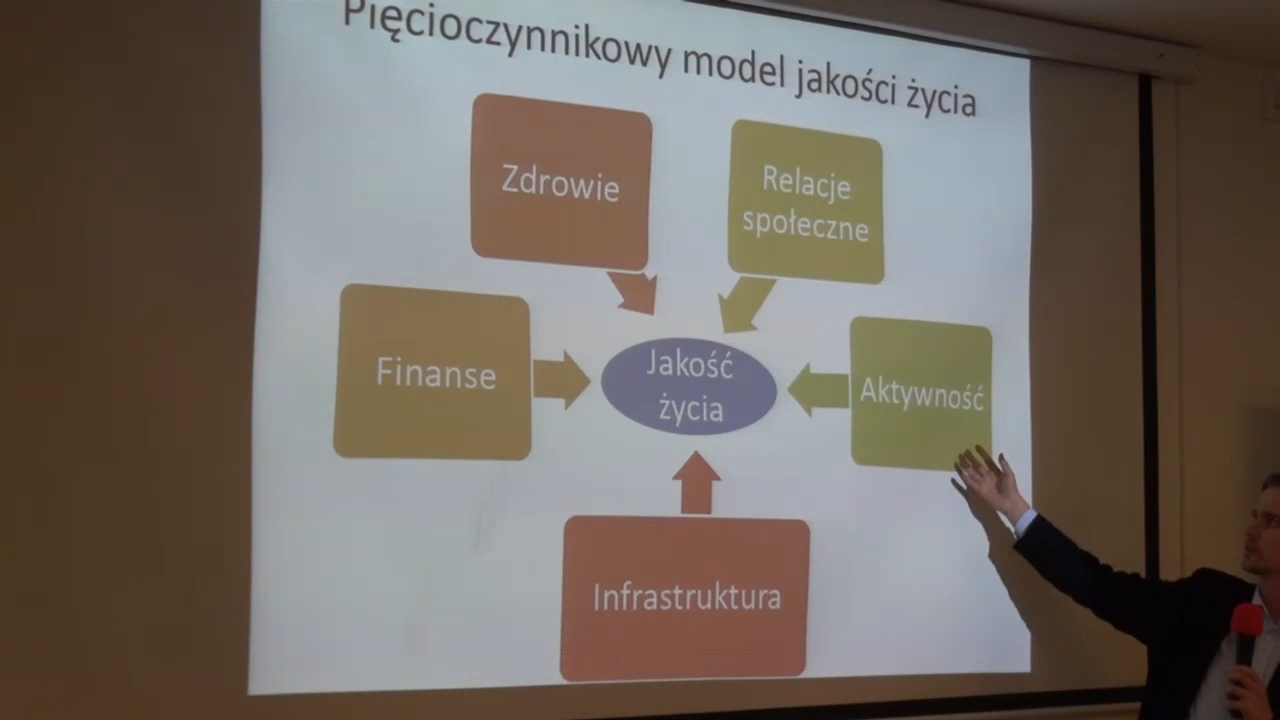 Pięcioczynnikowy model jakości życia
Zdrowie
Relacje
społeczne
Finanse
Jakość
życia
Aktywność
Infrastruktura